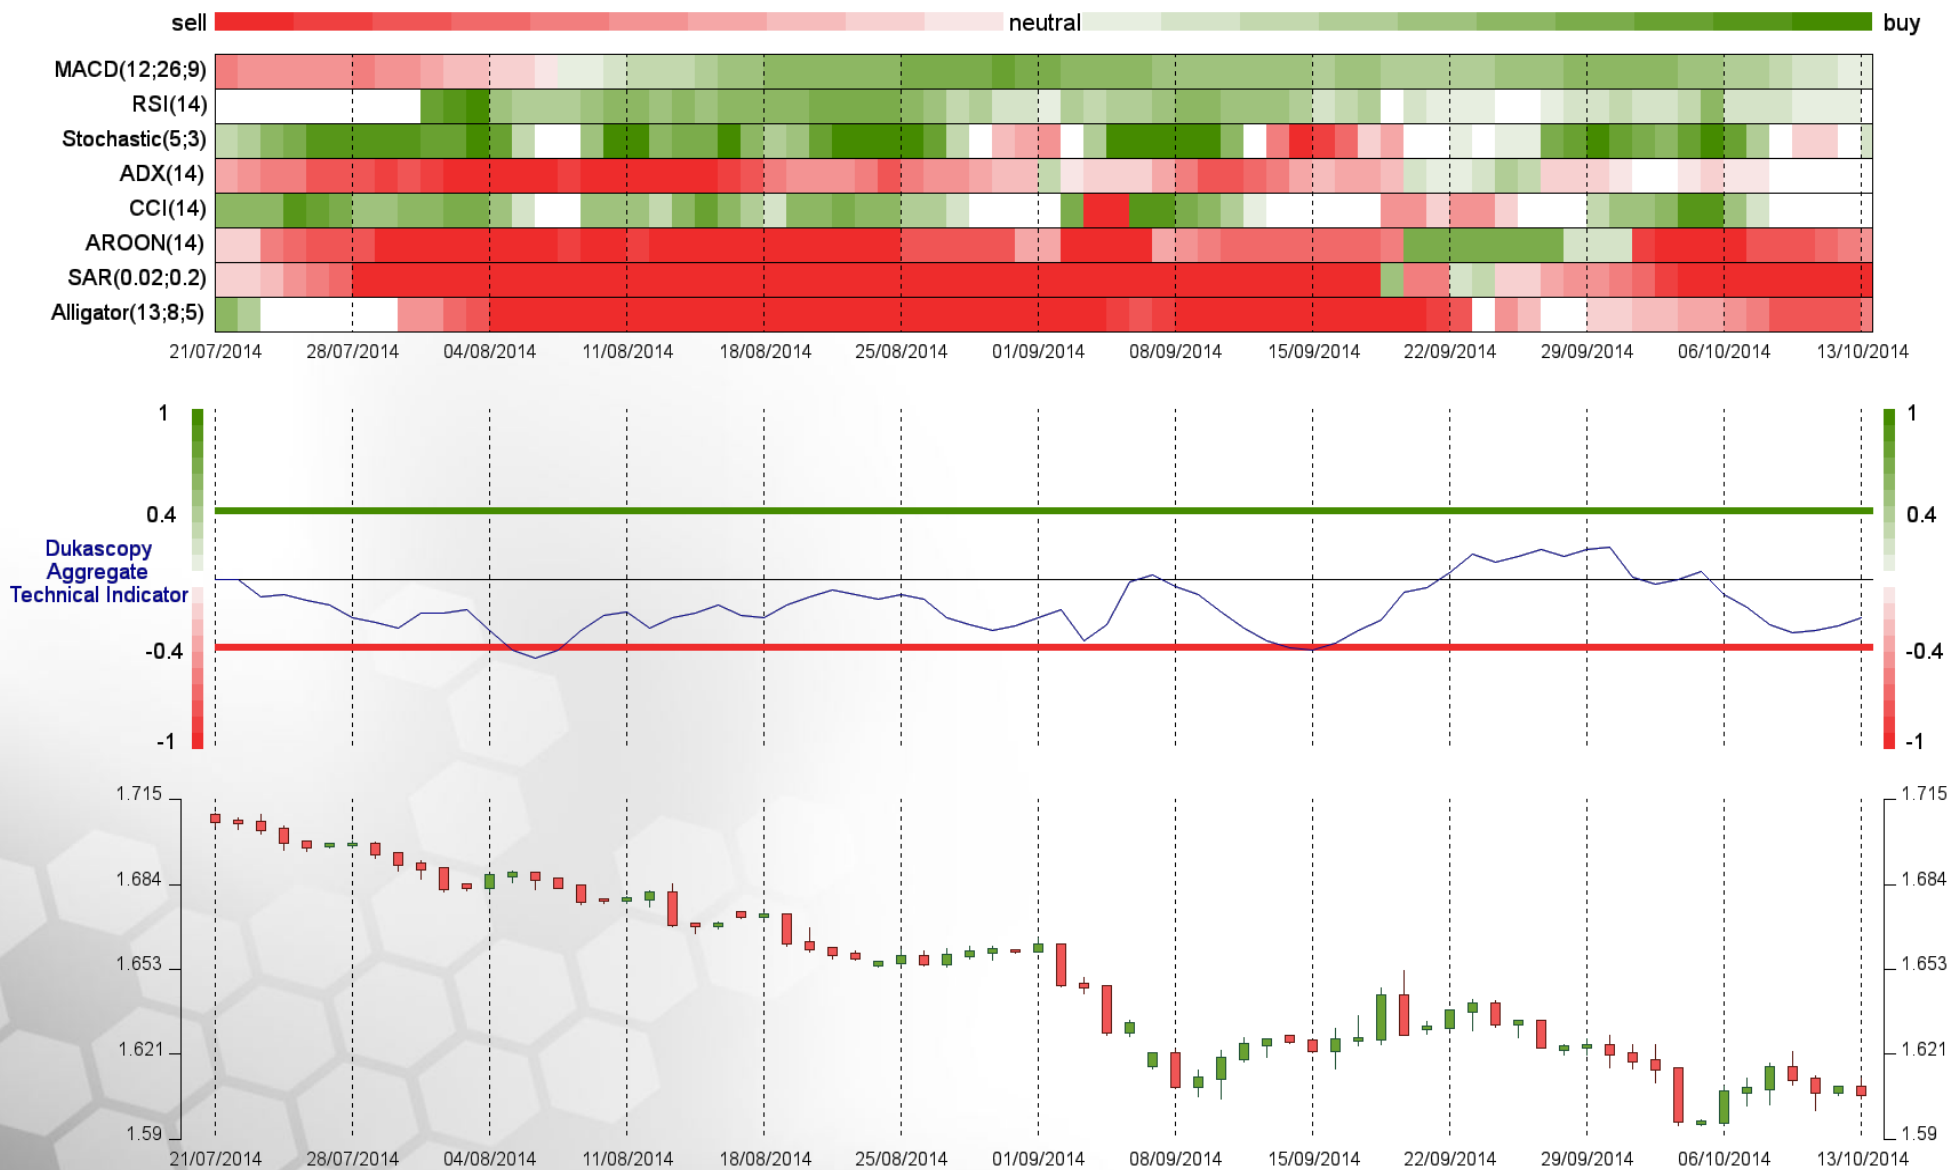 sell neutral buy
MACD(12;26;9)
RSI(14)
Stochastic(5;3)
ADX(14)
CCI(14)
AROON(14)
SAR(0.02;0.2)
Alligator(13;8;5)
21/07/2014 28/07/2014 04/08/2014 11/08/2014 18/08/2014 25/08/2014 01/09/2014 08/09/2014 15/09/2014 22/09/2014 29/09/2014 06/10/2014 13/10/2014
1 1
0.4 0.4
Dukascopy
Aggregate
Technical Indicator
-0.4 -0.4
-1 -1
1.715 1.715
1.684 1.684
1.653 1.653
1.621 1.621
1.59 1.59
21/07/2014 28/07/2014 04/08/2014 11/08/2014 18/08/2014 25/08/2014 01/09/2014 08/09/2014 15/09/2014 22/09/2014 29/09/2014 06/10/2014 13/10/2014